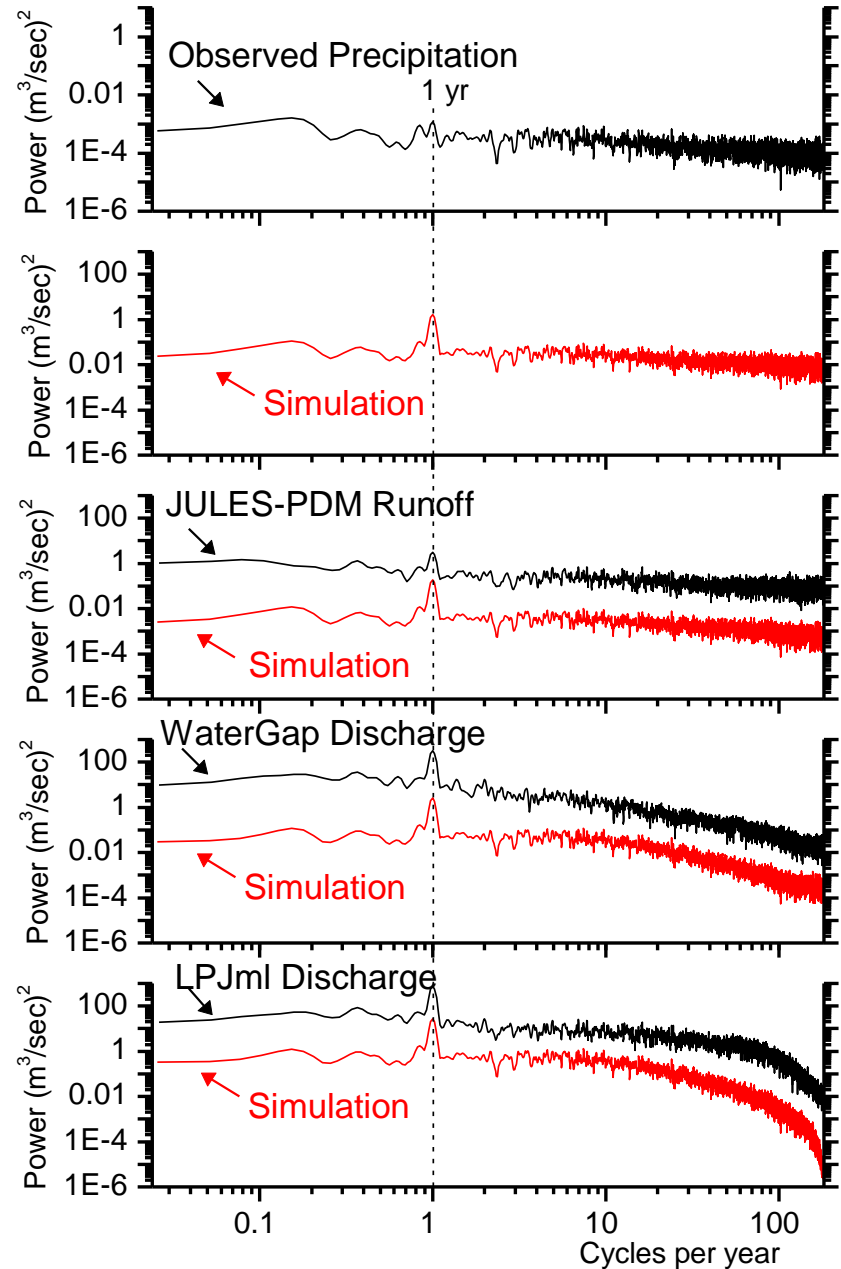 1
Observed Precipitation
1 yr
0.01
1E-4
1E-6
Power (m³/sec)²
100
1
0.01
1E-4
1E-6
Power (m³/sec)²
Simulation
JULES-PDM Runoff
100
1
0.01
1E-4
1E-6
Power (m³/sec)²
Simulation
WaterGap Discharge
100
1
0.01
1E-4
1E-6
Power (m³/sec)²
Simulation
LPJml Discharge
100
1
0.01
1E-4
1E-6
Power (m³/sec)²
Simulation
0.1 1 10 100
Cycles per year